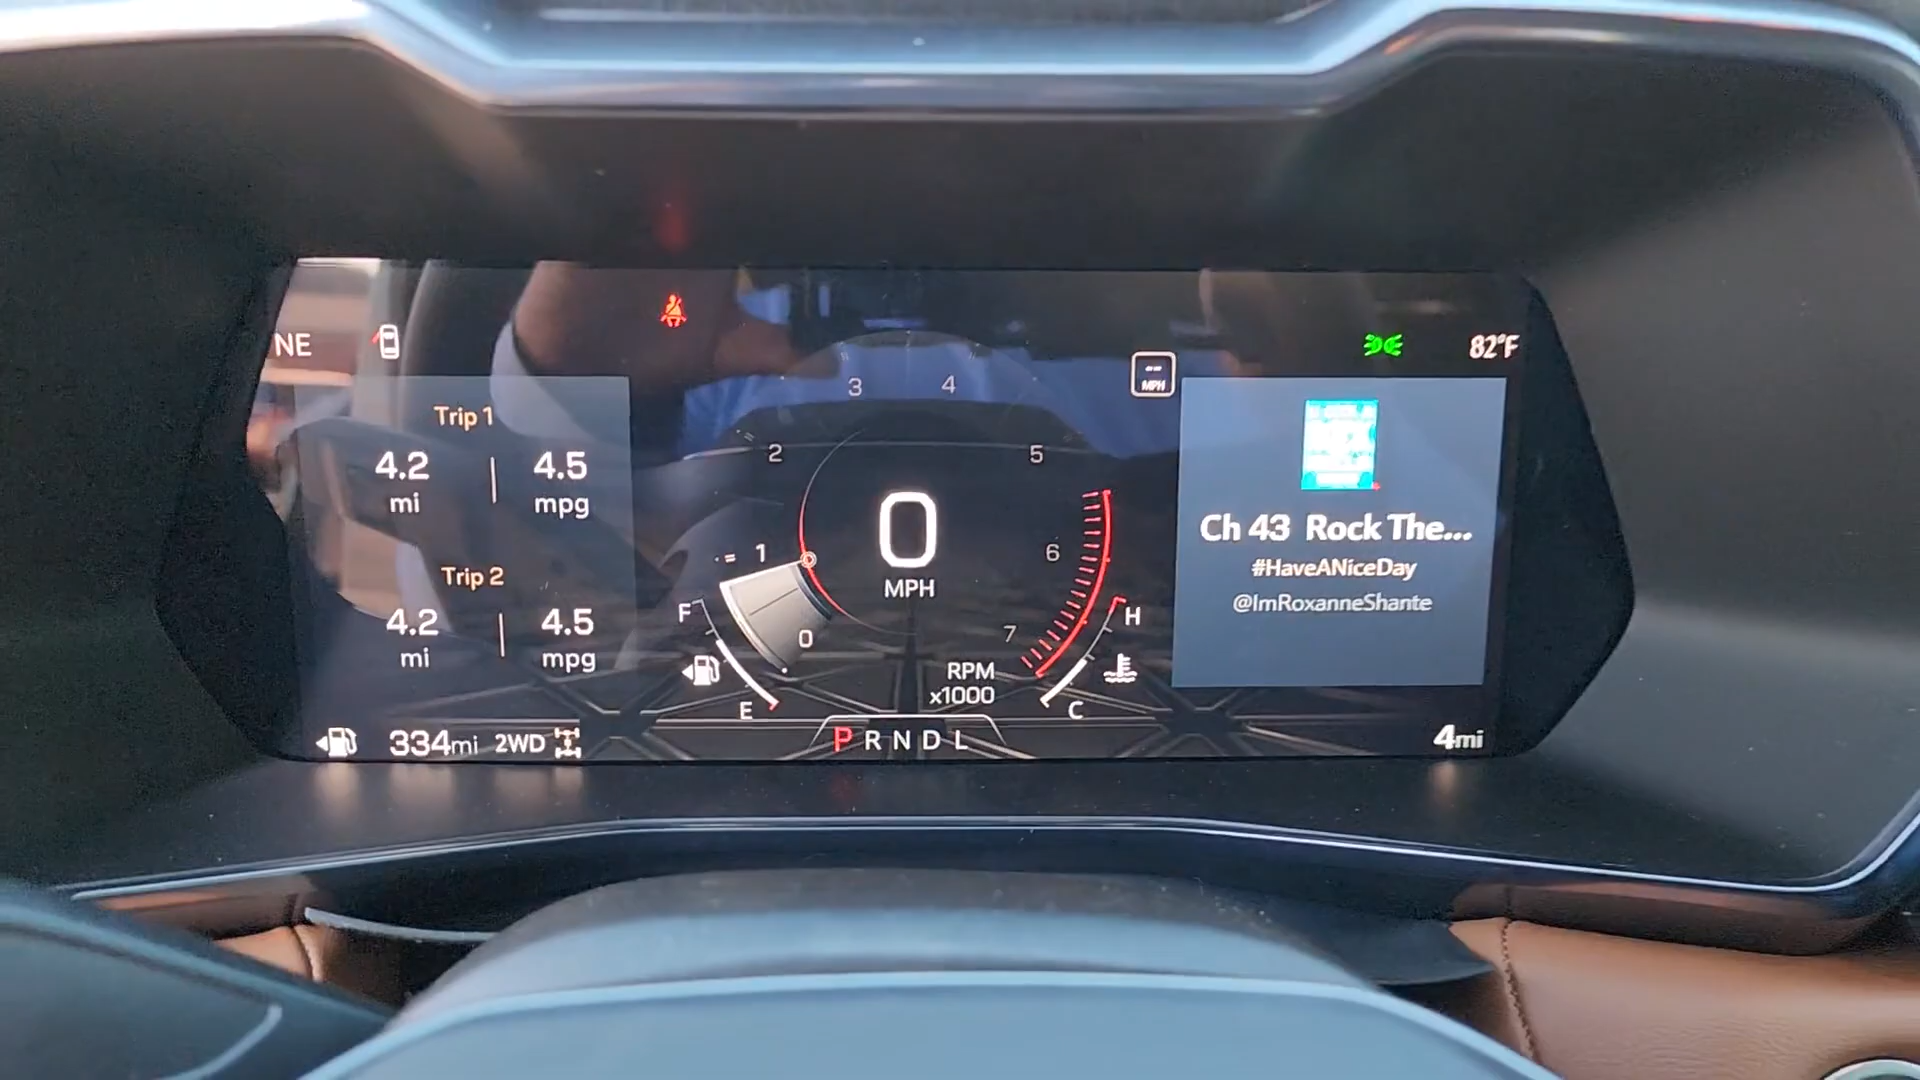 NE
82°F
Trip 1
4.2 mi
4.5 mpg
Trip 2
4.2 mi
4.5 mpg
334mi 2WD
0 1 2 3 4 5 6 7
0
MPH
RPM
x1000
F
E
H
C
P R N D L
-- MPH
Ch 43 Rock The...
#HaveANiceDay
@ImRoxanneShante
4mi